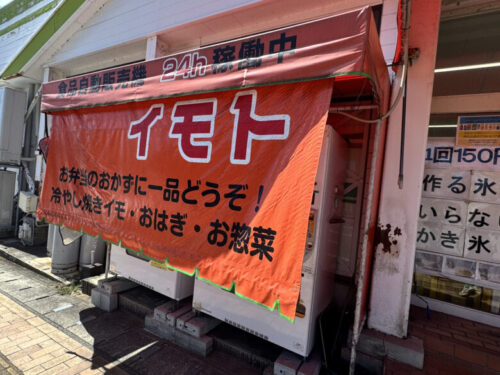 食品自動販売機 24h稼働中
イモト
お弁当のおかずに一品どうぞ！
冷やし焼きイモ・おはぎ・お惣菜
1回150P
作る氷
いらな
かき氷